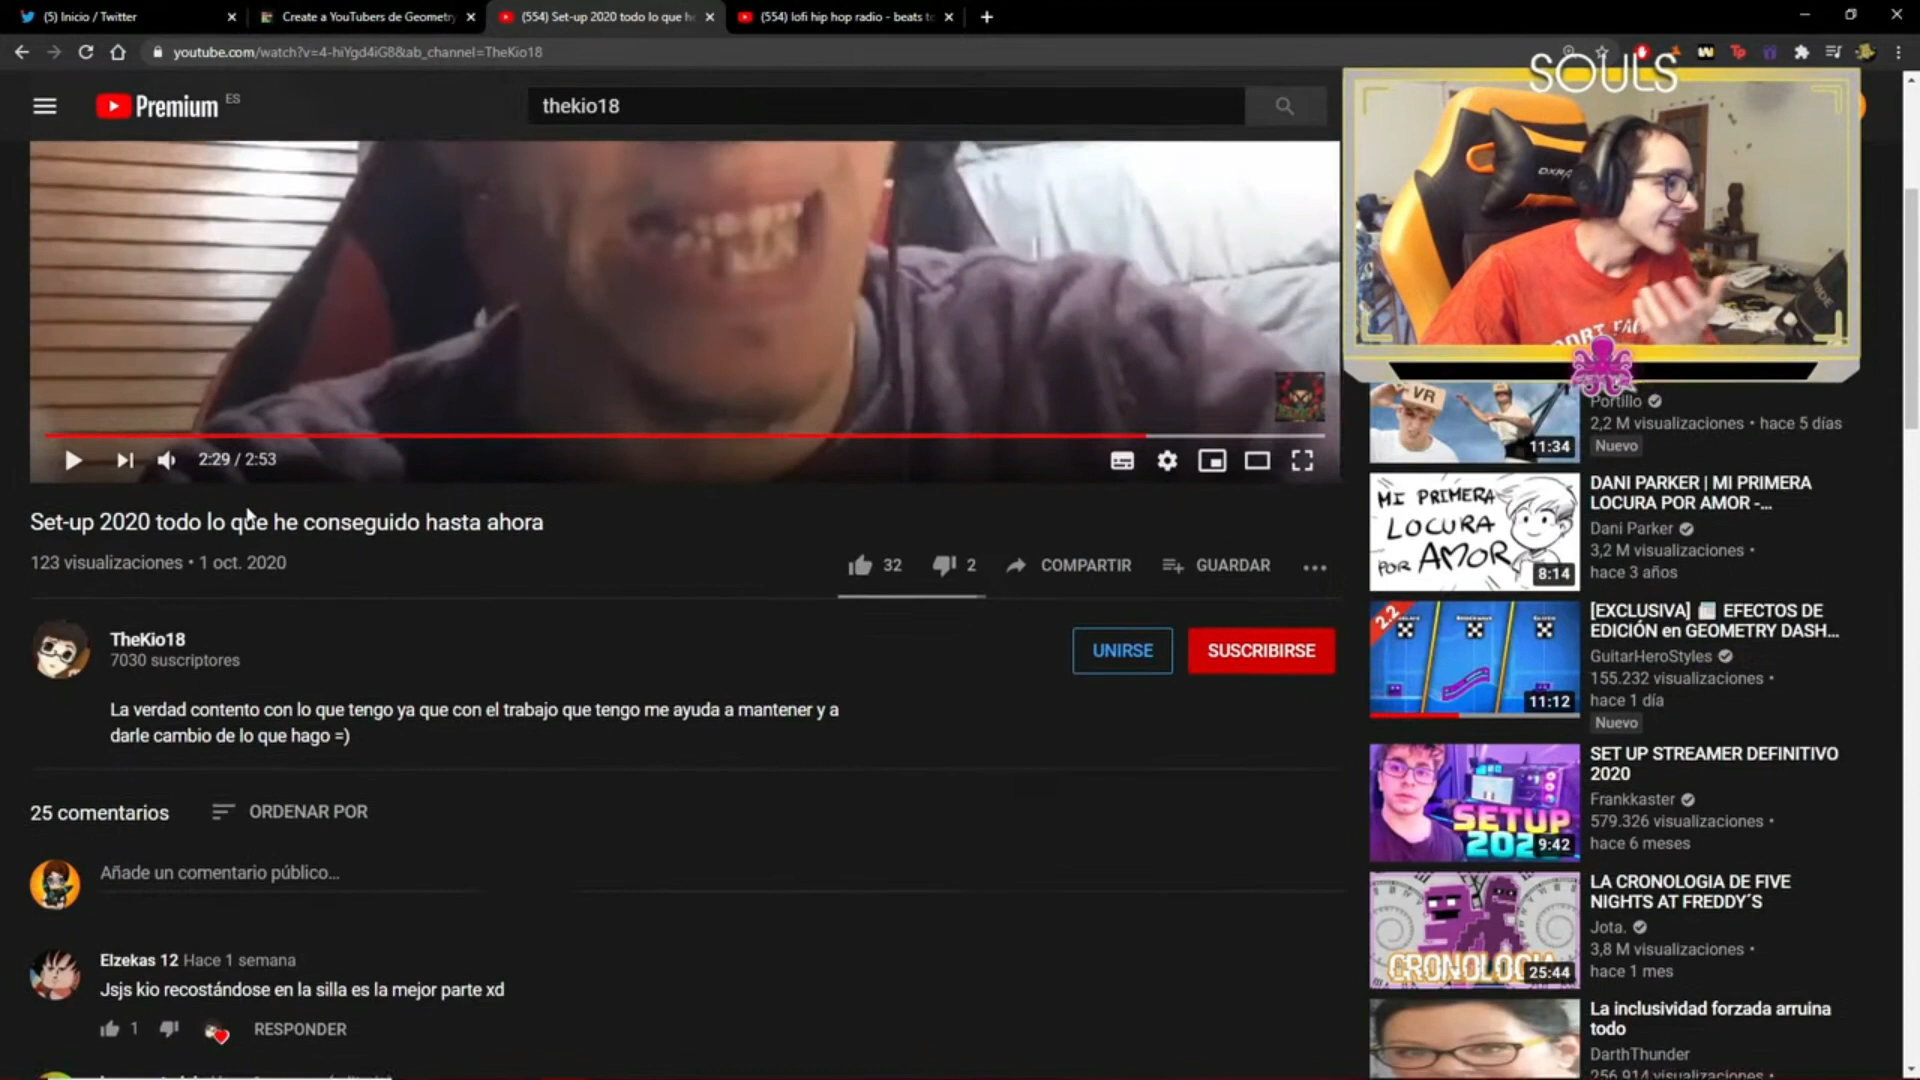 (5) Inicio / Twitter
Create a YouTubers de Geometry
(554) Set-up 2020 todo lo que he
(554) lofi hip hop radio - beats to
youtube.com/watch?v=4-hiYgd4iG8&ab_channel=TheKio18
Premium ES
thekio18
SOULS
2:29 / 2:53
Set-up 2020 todo lo que he conseguido hasta ahora
123 visualizaciones • 1 oct. 2020
32
2
COMPARTIR
GUARDAR
TheKio18
7030 suscriptores
UNIRSE
SUSCRIBIRSE
La verdad contento con lo que tengo ya que con el trabajo que tengo me ayuda a mantener y a
darle cambio de lo que hago =)
25 comentarios
ORDENAR POR
Añade un comentario público...
Elzekas 12 Hace 1 semana
Jsjs kio recostándose en la silla es la mejor parte xd
1
RESPONDER
VR
11:34
Portillo
2,2 M visualizaciones • hace 5 días
Nuevo
MI PRIMERA
LOCURA
POR AMOR
8:14
DANI PARKER | MI PRIMERA
LOCURA POR AMOR -...
Dani Parker
3,2 M visualizaciones •
hace 3 años
2.2
11:12
[EXCLUSIVA] EFECTOS DE
EDICIÓN en GEOMETRY DASH...
GuitarHeroStyles
155.232 visualizaciones •
hace 1 día
Nuevo
SETUP
202
9:42
SET UP STREAMER DEFINITIVO
2020
Frankkaster
579.326 visualizaciones •
hace 6 meses
CRONOLOGIA
25:44
LA CRONOLOGIA DE FIVE
NIGHTS AT FREDDY´S
Jota.
3,8 M visualizaciones •
hace 1 mes
La inclusividad forzada arruina
todo
DarthThunder
256.914 visualizaciones •